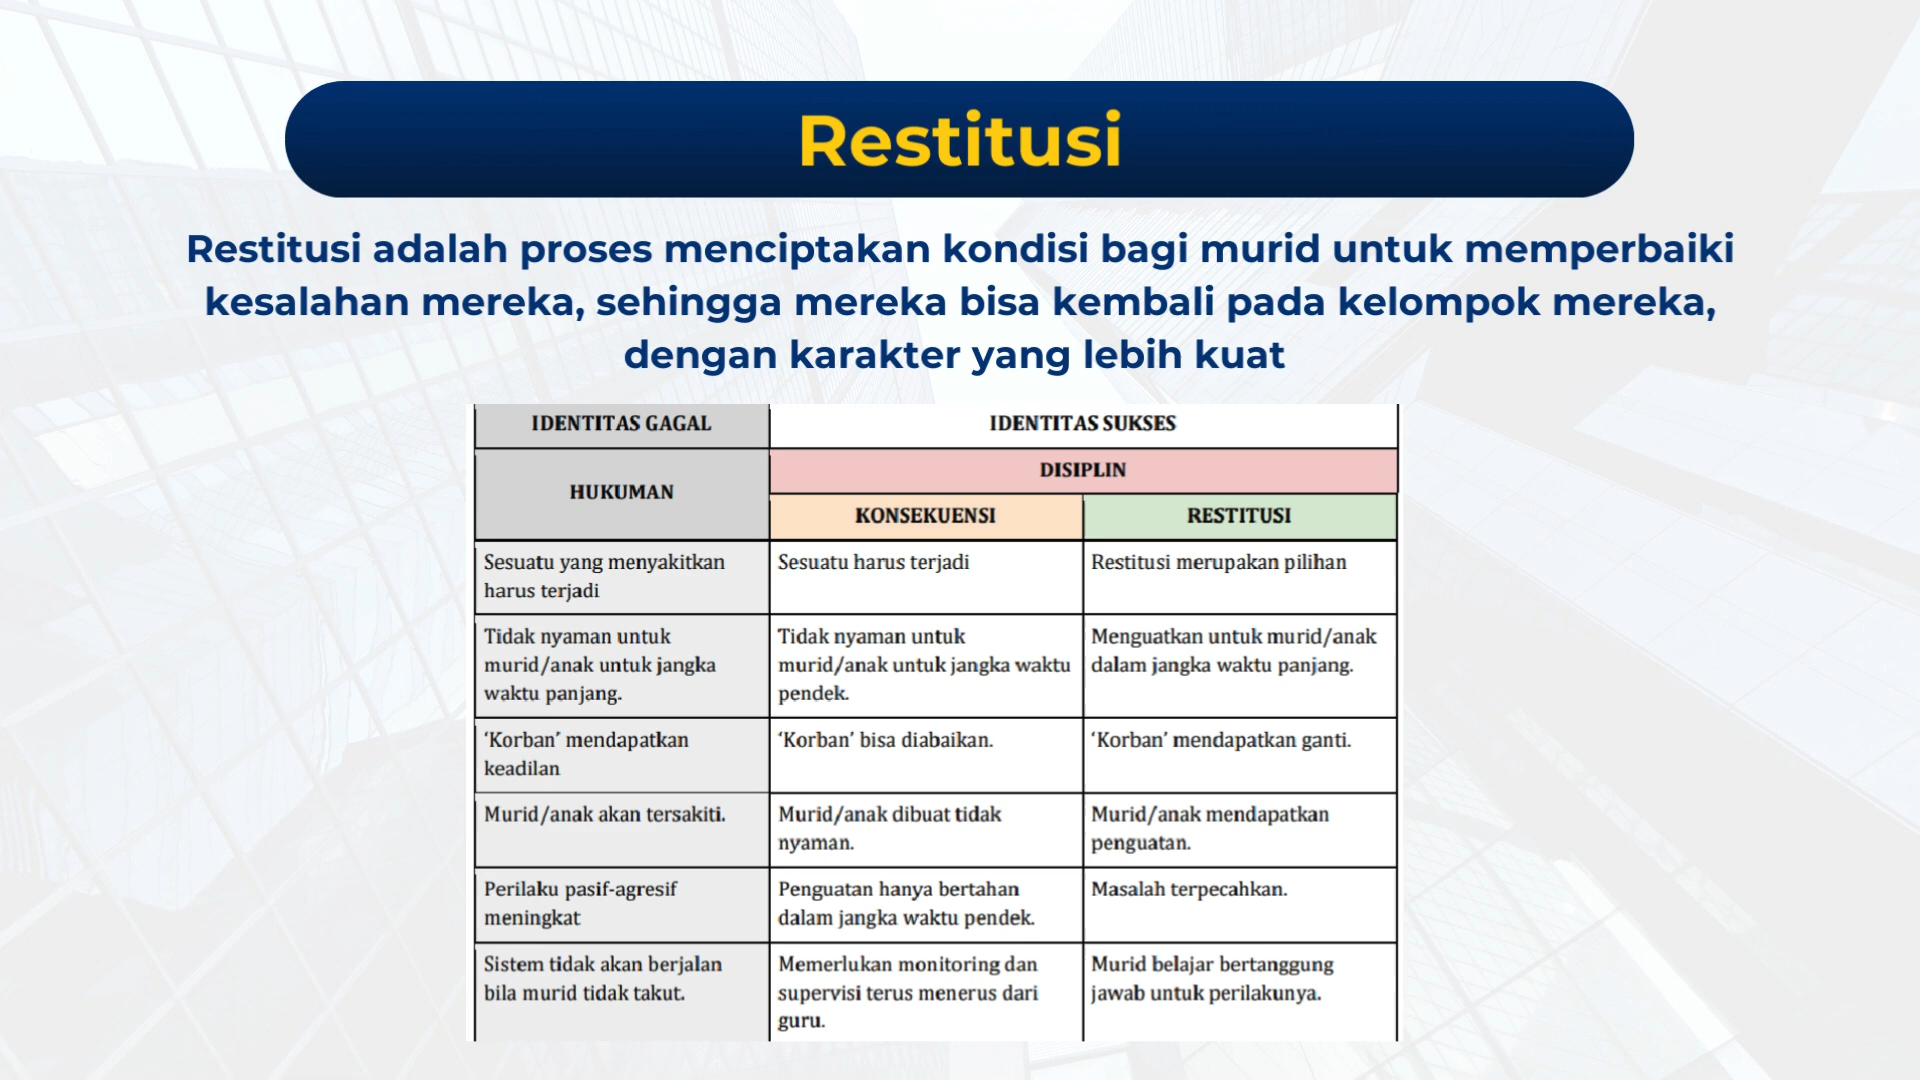 Restitusi
Restitusi adalah proses menciptakan kondisi bagi murid untuk memperbaiki
kesalahan mereka, sehingga mereka bisa kembali pada kelompok mereka,
dengan karakter yang lebih kuat
IDENTITAS GAGAL
IDENTITAS SUKSES
HUKUMAN
DISIPLIN
KONSEKUENSI
RESTITUSI
Sesuatu yang menyakitkan
harus terjadi
Sesuatu harus terjadi
Restitusi merupakan pilihan
Tidak nyaman untuk
murid/anak untuk jangka
waktu panjang.
Tidak nyaman untuk
murid/anak untuk jangka waktu
pendek.
Menguatkan untuk murid/anak
dalam jangka waktu panjang.
‘Korban’ mendapatkan
keadilan
‘Korban’ bisa diabaikan.
‘Korban’ mendapatkan ganti.
Murid/anak akan tersakiti.
Murid/anak dibuat tidak
nyaman.
Murid/anak mendapatkan
penguatan.
Perilaku pasif-agresif
meningkat
Penguatan hanya bertahan
dalam jangka waktu pendek.
Masalah terpecahkan.
Sistem tidak akan berjalan
bila murid tidak takut.
Memerlukan monitoring dan
supervisi terus menerus dari
guru.
Murid belajar bertanggung
jawab untuk perilakunya.